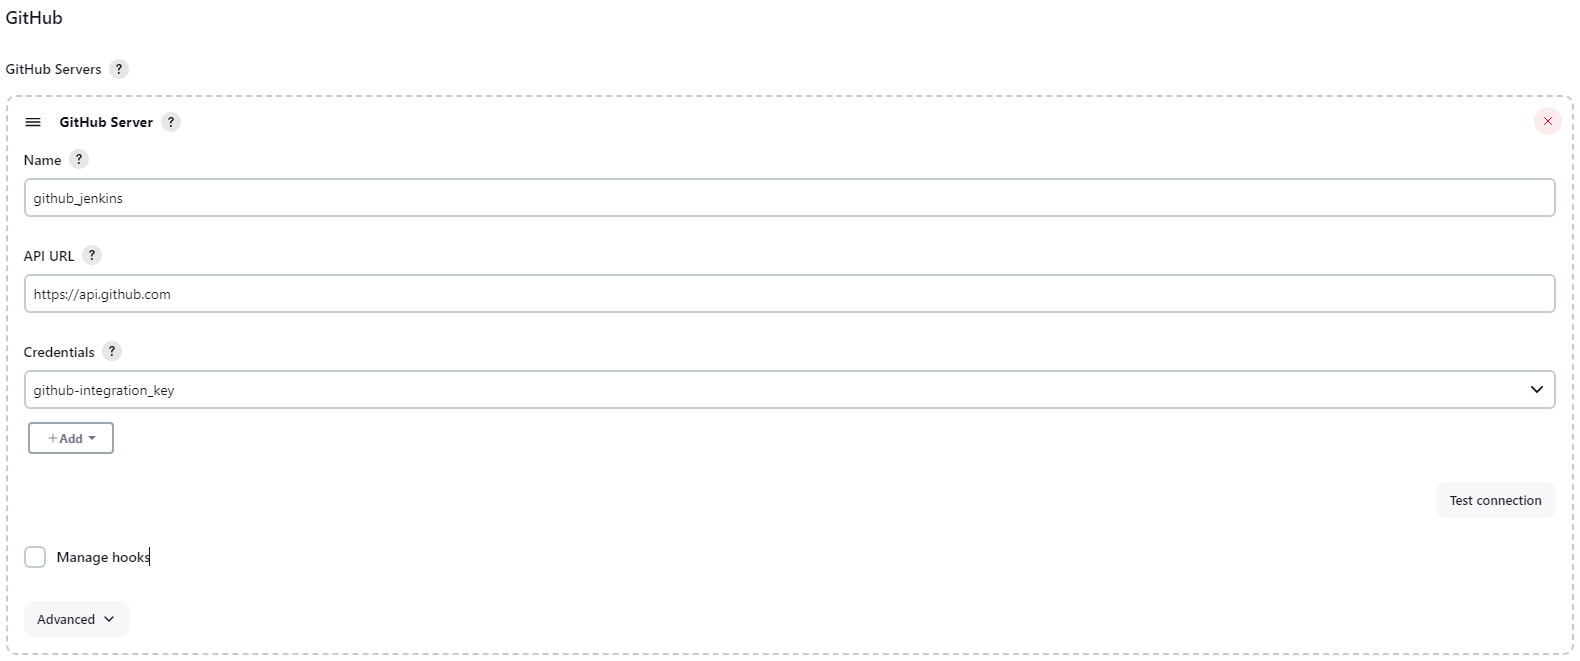 GitHub
GitHub Servers ?
GitHub Server ?
Name ?
github_jenkins
API URL ?
https://api.github.com
Credentials ?
github-integration_key
+Add
Test connection
Manage hooks
Advanced